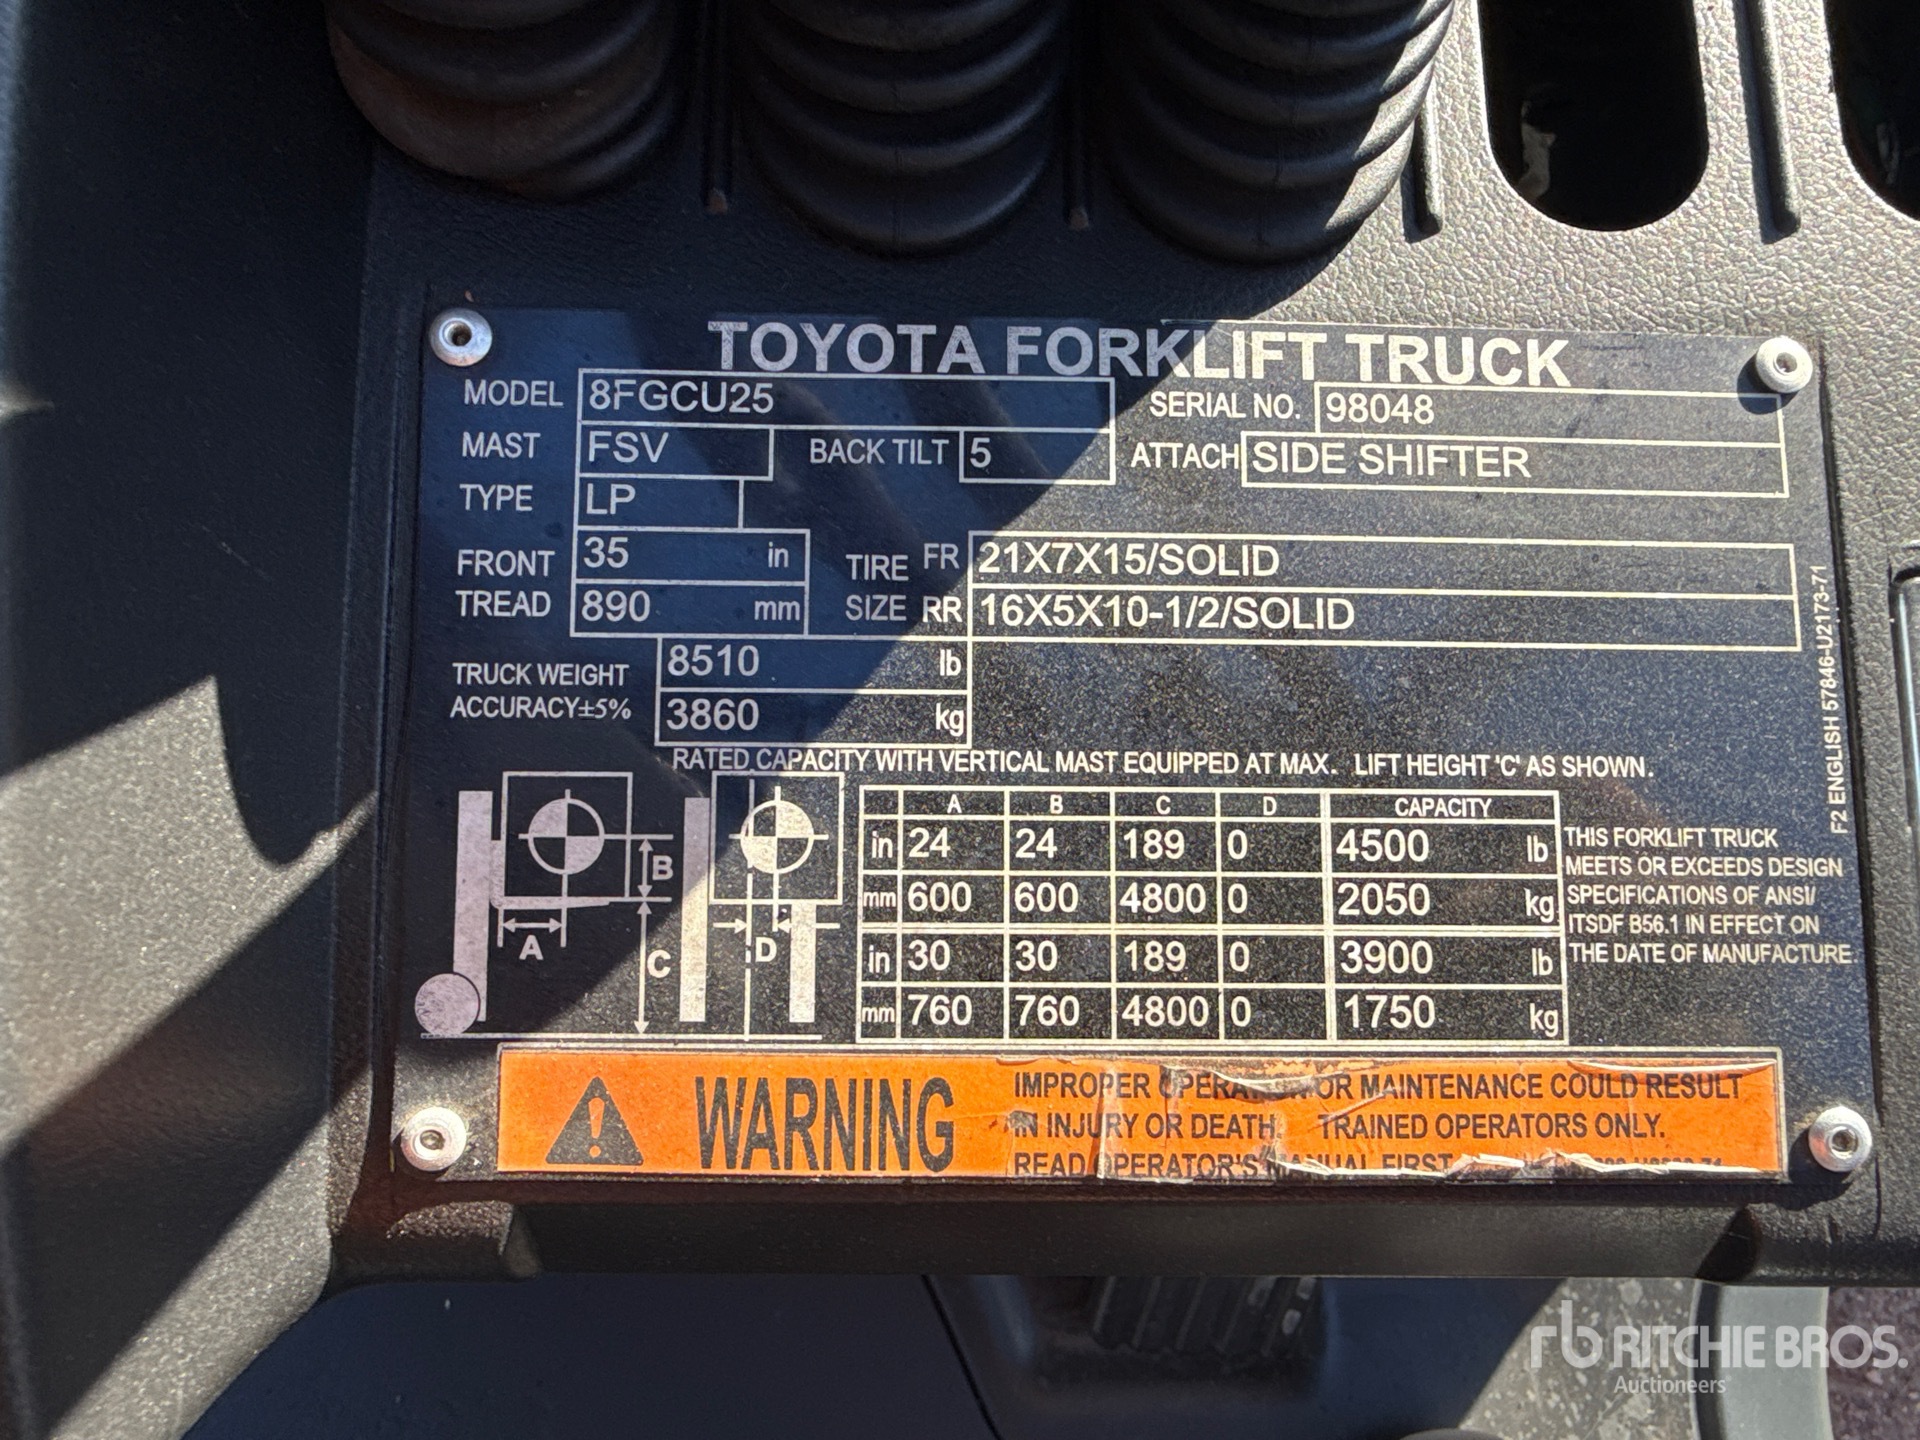 TOYOTA FORKLIFT TRUCK
MODEL 8FGCU25 SERIAL NO. 98048
MAST FSV BACK TILT 5 ATTACH SIDE SHIFTER
TYPE LP
FRONT TREAD 35 in
890 mm
TIRE SIZE FR 21X7X15/SOLID
RR 16X5X10-1/2/SOLID
TRUCK WEIGHT 8510 lb
ACCURACY±5% 3860 kg
RATED CAPACITY WITH VERTICAL MAST EQUIPPED AT MAX. LIFT HEIGHT 'C' AS SHOWN.
A B C D CAPACITY
in 24 24 189 0 4500 lb
mm 600 600 4800 0 2050 kg
in 30 30 189 0 3900 lb
mm 760 760 4800 0 1750 kg
B
A
C
D
THIS FORKLIFT TRUCK
MEETS OR EXCEEDS DESIGN
SPECIFICATIONS OF ANSI/
ITSDF B56.1 IN EFFECT ON
THE DATE OF MANUFACTURE.
F2 ENGLISH 57846-U2173-71
WARNING
IMPROPER OPERATION OR MAINTENANCE COULD RESULT
IN INJURY OR DEATH. TRAINED OPERATORS ONLY.
READ OPERATOR'S MANUAL FIRST
rb RITCHIE BROS.
Auctioneers